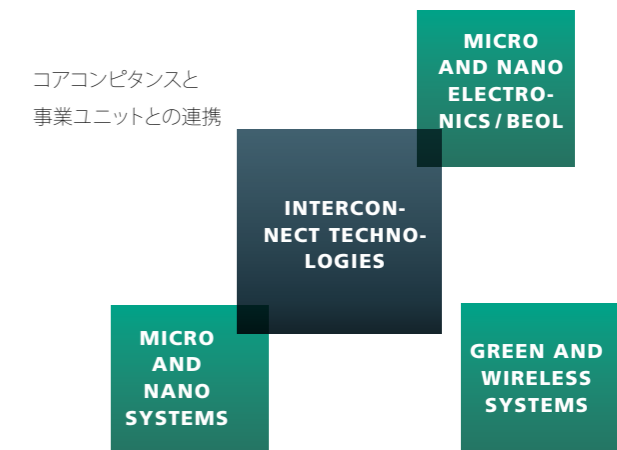 コアコンピタンスと
事業ユニットとの連携
MICRO
AND NANO
ELECTRO-
NICS / BEOL
INTERCON-
NECT TECHNO-
LOGIES
MICRO
AND
NANO
SYSTEMS
GREEN AND
WIRELESS
SYSTEMS